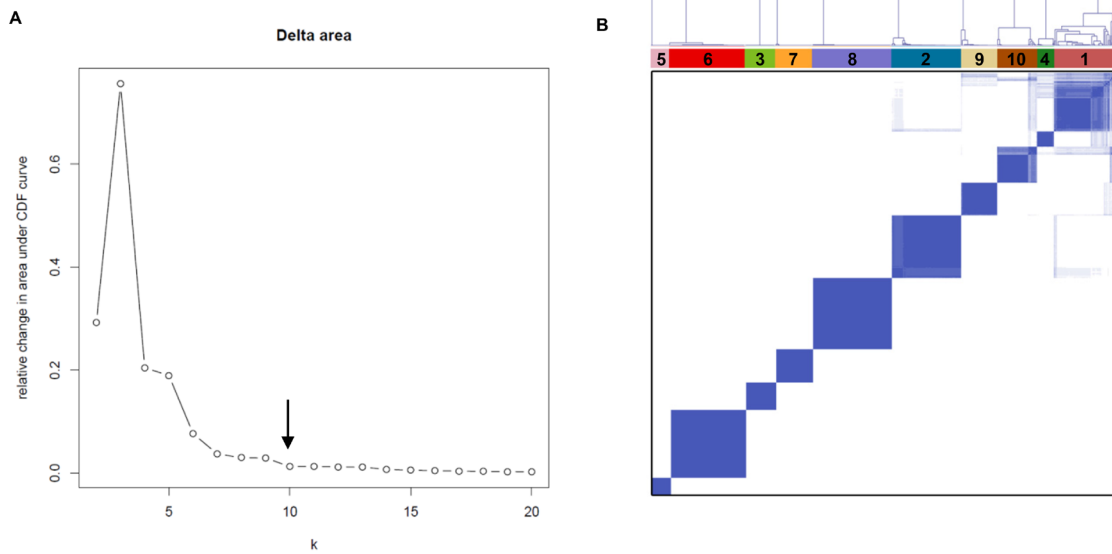 A
Delta area
relative change in area under CDF curve
0.6
0.4
0.2
0.0
5 10 15 20
k
B
5 6 3 7 8 2 9 10 4 1